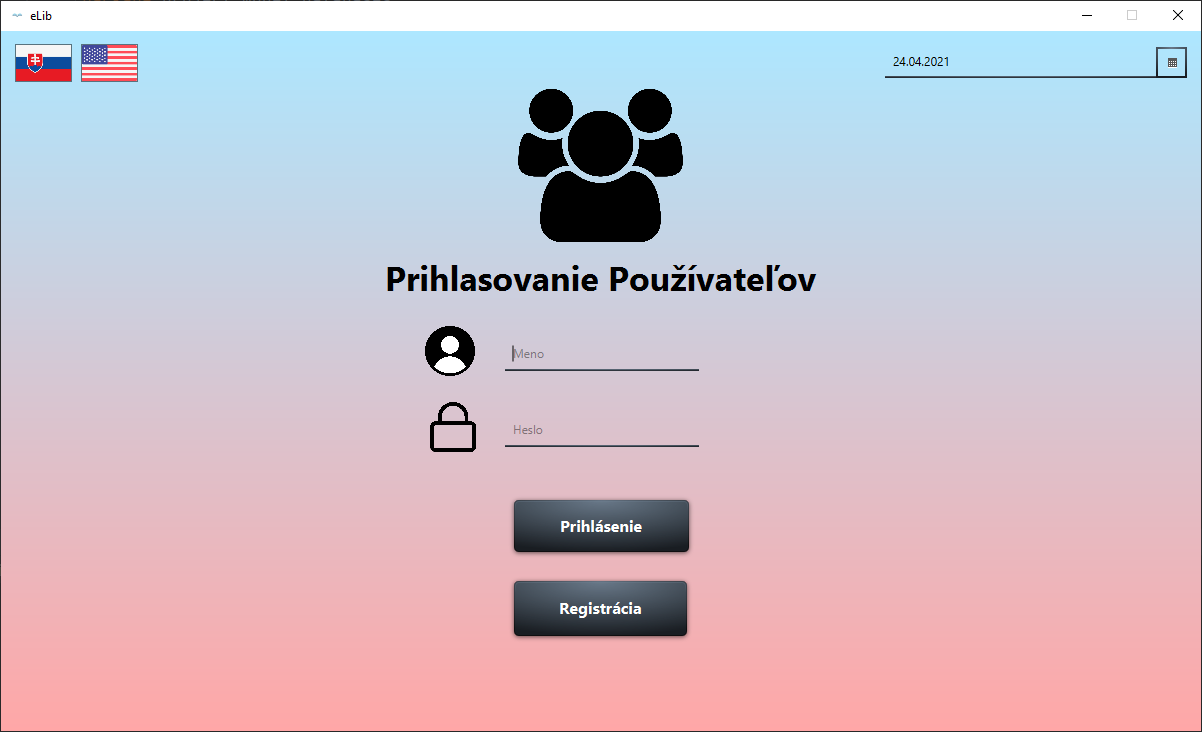 eLib
24.04.2021
Prihlasovanie Používateľov
Meno
Heslo
Prihlásenie
Registrácia